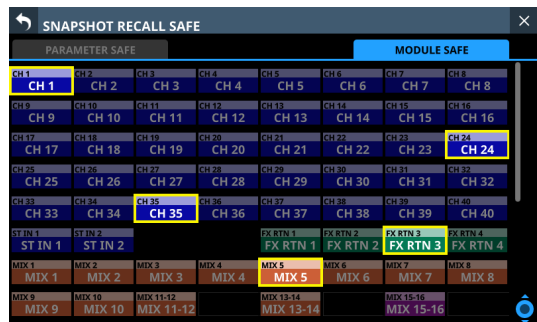 SNAPSHOT RECALL SAFE
PARAMETER SAFE MODULE SAFE
CH 1 CH 2 CH 3 CH 4 CH 5 CH 6 CH 7 CH 8
CH 1 CH 2 CH 3 CH 4 CH 5 CH 6 CH 7 CH 8
CH 9 CH 10 CH 11 CH 12 CH 13 CH 14 CH 15 CH 16
CH 9 CH 10 CH 11 CH 12 CH 13 CH 14 CH 15 CH 16
CH 17 CH 18 CH 19 CH 20 CH 21 CH 22 CH 23 CH 24
CH 17 CH 18 CH 19 CH 20 CH 21 CH 22 CH 23 CH 24
CH 25 CH 26 CH 27 CH 28 CH 29 CH 30 CH 31 CH 32
CH 25 CH 26 CH 27 CH 28 CH 29 CH 30 CH 31 CH 32
CH 33 CH 34 CH 35 CH 36 CH 37 CH 38 CH 39 CH 40
CH 33 CH 34 CH 35 CH 36 CH 37 CH 38 CH 39 CH 40
ST IN 1 ST IN 2 FX RTN 1 FX RTN 2 FX RTN 3 FX RTN 4
ST IN 1 ST IN 2 FX RTN 1 FX RTN 2 FX RTN 3 FX RTN 4
MIX 1 MIX 2 MIX 3 MIX 4 MIX 5 MIX 6 MIX 7 MIX 8
MIX 1 MIX 2 MIX 3 MIX 4 MIX 5 MIX 6 MIX 7 MIX 8
MIX 9 MIX 10 MIX 11-12 MIX 13-14 MIX 15-16
MIX 9 MIX 10 MIX 11-12 MIX 13-14 MIX 15-16